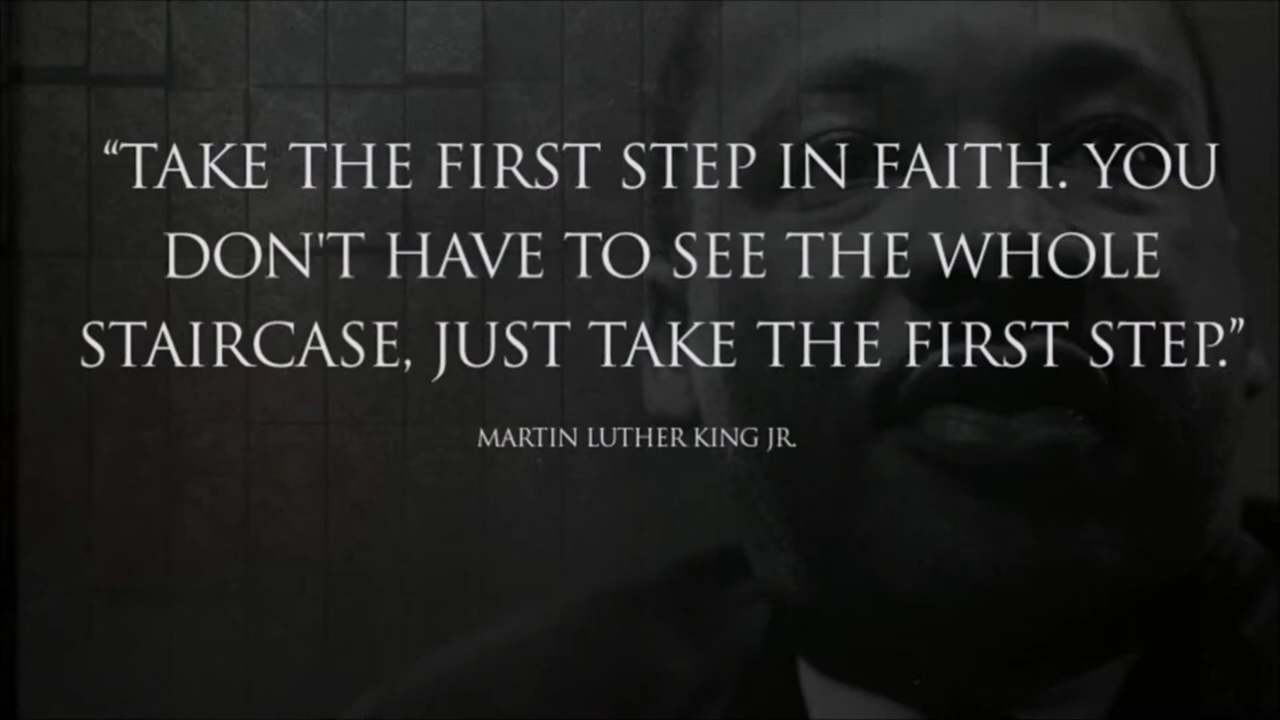 “TAKE THE FIRST STEP IN FAITH. YOU
DON'T HAVE TO SEE THE WHOLE
STAIRCASE, JUST TAKE THE FIRST STEP.”
MARTIN LUTHER KING JR.